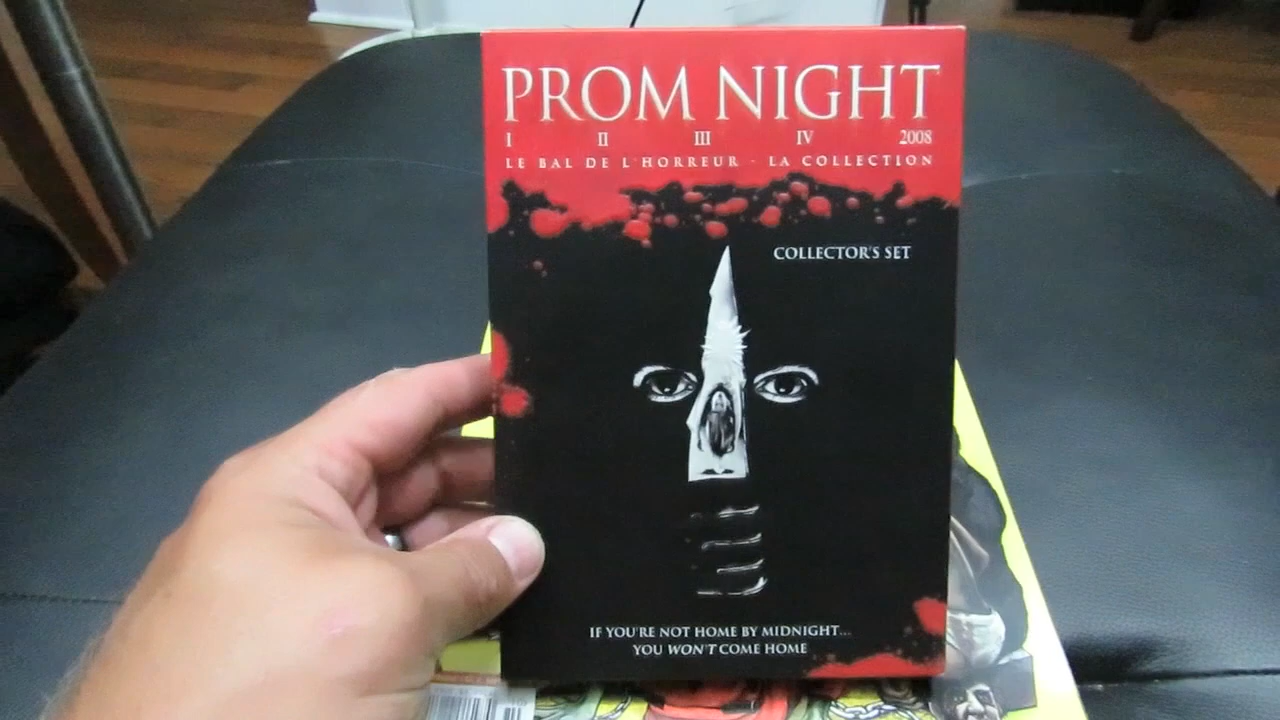 PROM NIGHT
I II III IV 2008
LE BAL DE L'HORREUR - LA COLLECTION
COLLECTOR'S SET
IF YOU'RE NOT HOME BY MIDNIGHT...
YOU WON'T COME HOME